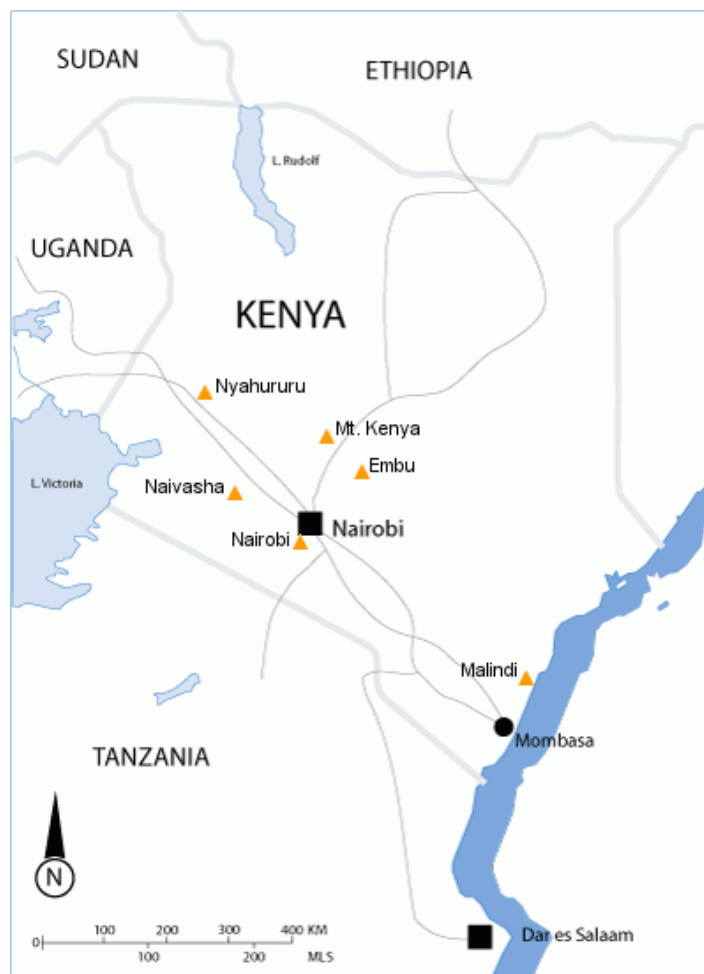 SUDAN
ETHIOPIA
L. Rudolf
UGANDA
KENYA
Nyahururu
Mt. Kenya
Embu
L. Victoria
Naivasha
Nairobi
Nairobi
Malindi
Mombasa
TANZANIA
N
100 200 300 400 KM
0
100 200 MLS
Dar es Salaam